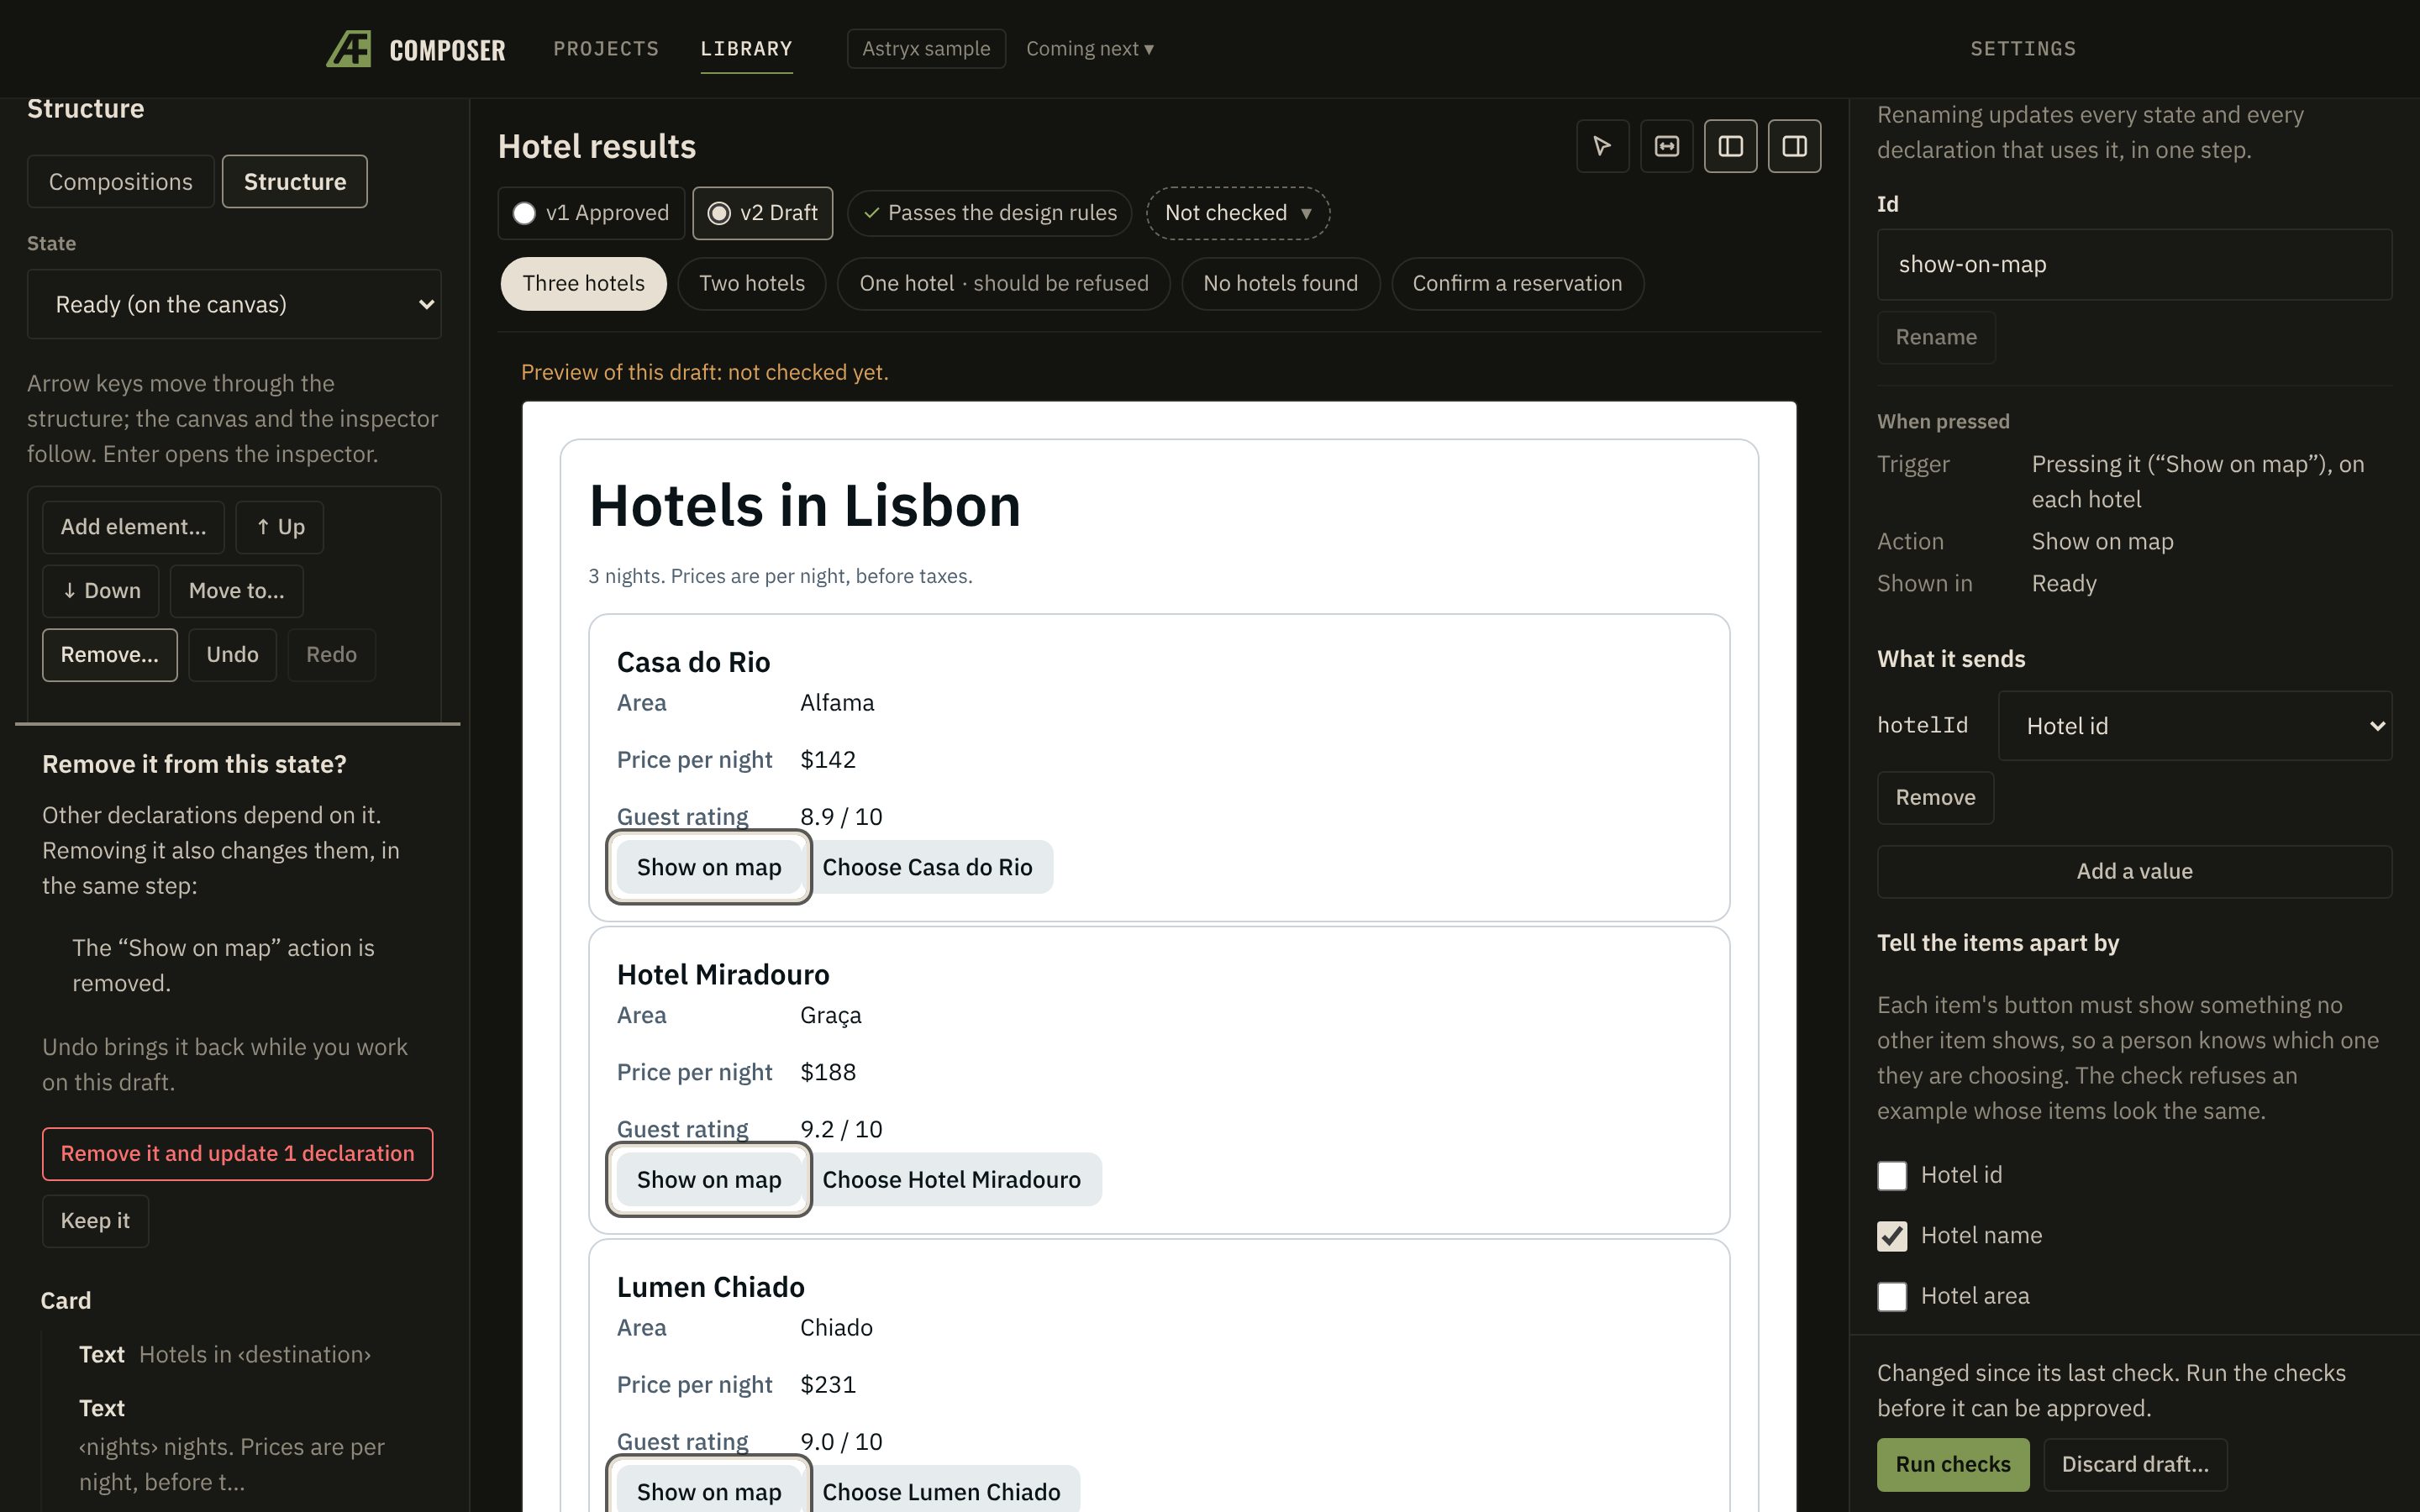 COMPOSER
PROJECTS
LIBRARY
Astryx sample
Coming next ▾
SETTINGS
Structure
Compositions
Structure
State
Ready (on the canvas)
Arrow keys move through the
structure; the canvas and the inspector
follow. Enter opens the inspector.
Add element...
↑ Up
↓ Down
Move to...
Remove...
Undo
Redo
Remove it from this state?
Other declarations depend on it.
Removing it also changes them, in
the same step:
The “Show on map” action is
removed.
Undo brings it back while you work
on this draft.
Remove it and update 1 declaration
Keep it
Card
Text Hotels in ‹destination›
Text
‹nights› nights. Prices are per
night, before t...
Hotel results
v1 Approved
v2 Draft
✓ Passes the design rules
Not checked ▾
Three hotels
Two hotels
One hotel · should be refused
No hotels found
Confirm a reservation
Preview of this draft: not checked yet.
Hotels in Lisbon
3 nights. Prices are per night, before taxes.
Casa do Rio
Area Alfama
Price per night $142
Guest rating 8.9 / 10
Show on map
Choose Casa do Rio
Hotel Miradouro
Area Graça
Price per night $188
Guest rating 9.2 / 10
Show on map
Choose Hotel Miradouro
Lumen Chiado
Area Chiado
Price per night $231
Guest rating 9.0 / 10
Show on map
Choose Lumen Chiado
Renaming updates every state and every
declaration that uses it, in one step.
Id
show-on-map
Rename
When pressed
Trigger Pressing it (“Show on map”), on
each hotel
Action Show on map
Shown in Ready
What it sends
hotelId Hotel id
Remove
Add a value
Tell the items apart by
Each item's button must show something no
other item shows, so a person knows which one
they are choosing. The check refuses an
example whose items look the same.
Hotel id
Hotel name
Hotel area
Changed since its last check. Run the checks
before it can be approved.
Run checks
Discard draft...